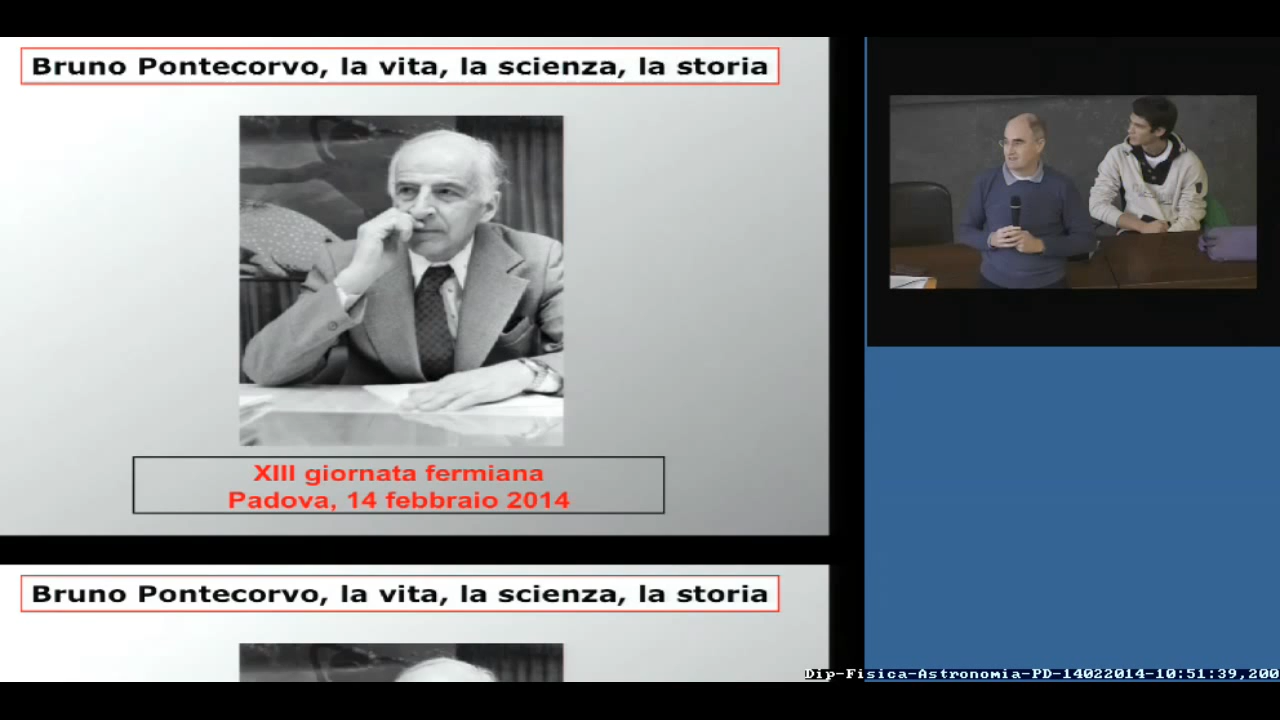 Bruno Pontecorvo, la vita, la scienza, la storia
XIII giornata fermiana
Padova, 14 febbraio 2014
Bruno Pontecorvo, la vita, la scienza, la storia
Dip-Fisica-Astronomia-PD-14022014-10:51:39,200